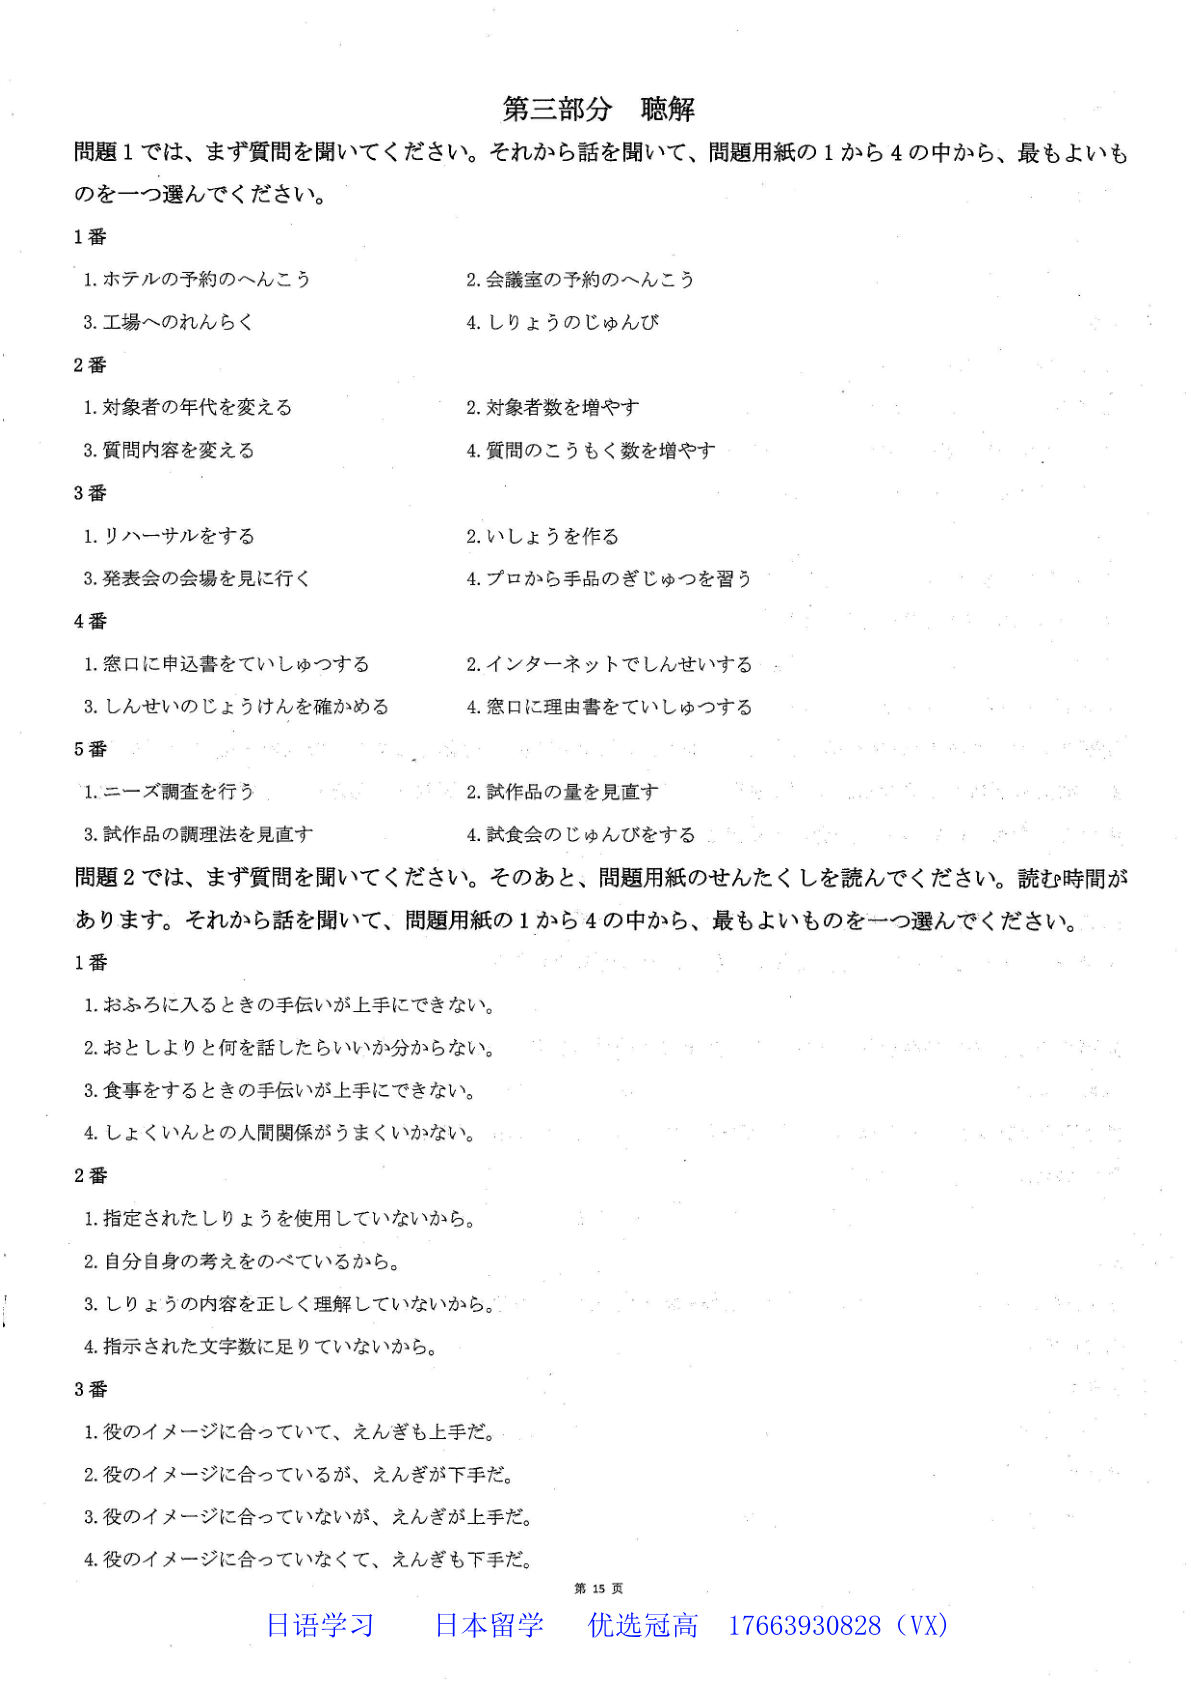 第三部分　聴解
問題1では、まず質問を聞いてください。それから話を聞いて、問題用紙の1から4の中から、最もよいも
のを一つ選んでください。
1番
1.ホテルの予約のへんこう　2.会議室の予約のへんこう
3.工場へのれんらく　4.しりょうのじゅんび
2番
1.対象者の年代を変える　2.対象者数を増やす
3.質問内容を変える　4.質問のこうもく数を増やす
3番
1.リハーサルをする　2.いしょうを作る
3.発表会の会場を見に行く　4.プロから手品のぎじゅつを習う
4番
1.窓口に申込書をていしゅつする　2.インターネットでしんせいする
3.しんせいのじょうけんを確かめる　4.窓口に理由書をていしゅつする
5番
1.ニーズ調査を行う　2.試作品の量を見直す
3.試作品の調理法を見直す　4.試食会のじゅんびをする
問題2では、まず質問を聞いてください。そのあと、問題用紙のせんたくしを読んでください。読む時間が
あります。それから話を聞いて、問題用紙の1から4の中から、最もよいものを一つ選んでください。
1番
1.おふろに入るときの手伝いが上手にできない。
2.おとしよりと何を話したらいいか分からない。
3.食事をするときの手伝いが上手にできない。
4.しょくいんとの人間関係がうまくいかない。
2番
1.指定されたしりょうを使用していないから。
2.自分自身の考えをのべているから。
3.しりょうの内容を正しく理解していないから。
4.指示された文字数に足りていないから。
3番
1.役のイメージに合っていて、えんぎも上手だ。
2.役のイメージに合っているが、えんぎが下手だ。
3.役のイメージに合っていないが、えんぎが上手だ。
4.役のイメージに合っていなくて、えんぎも下手だ。
第 15 页
日语学习　日本留学　优选冠高　17663930828（VX)